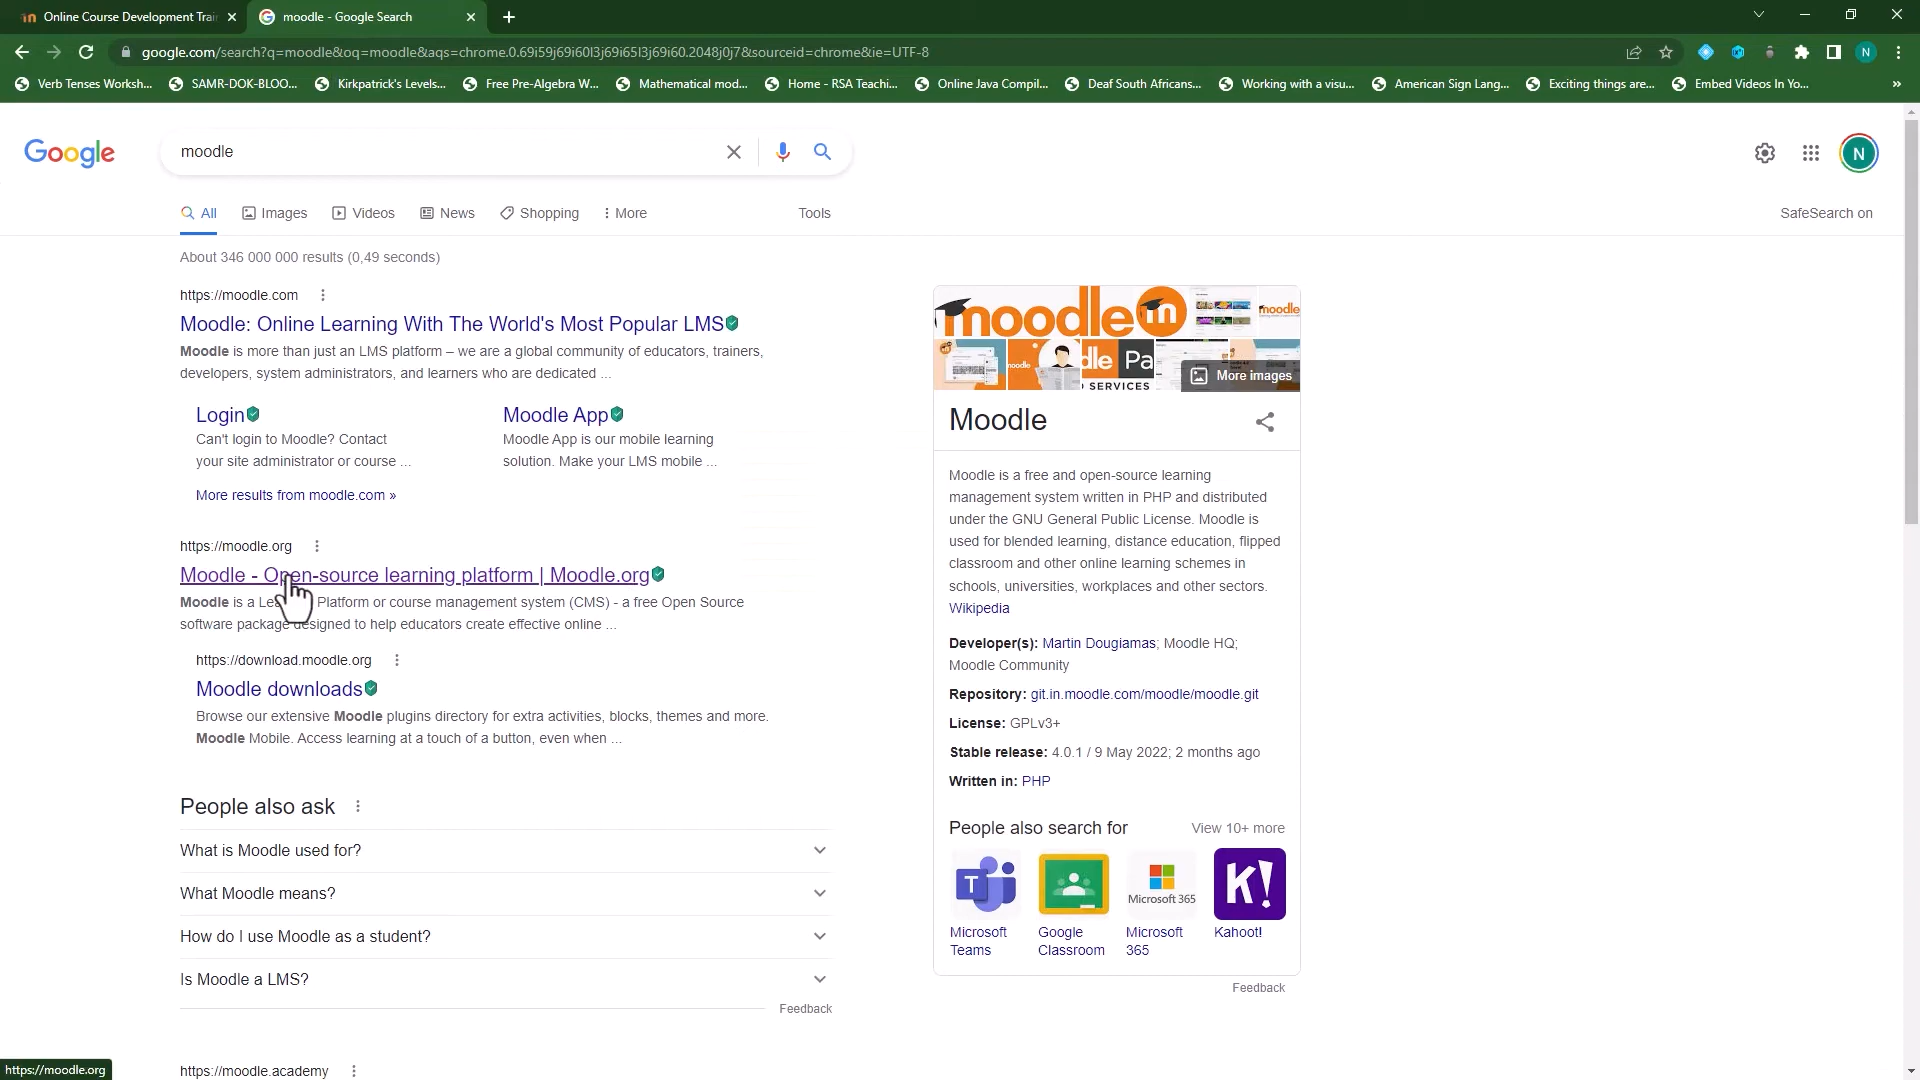 Online Course Development Trai
moodle - Google Search
google.com/search?q=moodle&oq=moodle&aqs=chrome.0.69i59j69i60l3j69i65l3j69i60.2048j0j7&sourceid=chrome&ie=UTF-8
N
Verb Tenses Worksh...
SAMR-DOK-BLOO...
Kirkpatrick's Levels...
Free Pre-Algebra W...
Mathematical mod...
Home - RSA Teachi...
Online Java Compil...
Deaf South Africans...
Working with a visu...
American Sign Lang...
Exciting things are...
Embed Videos In Yo...
»
Google
moodle
N
All
Images
Videos
News
Shopping
More
Tools
SafeSearch on
About 346 000 000 results (0,49 seconds)
https://moodle.com
Moodle: Online Learning With The World's Most Popular LMS
Moodle is more than just an LMS platform – we are a global community of educators, trainers,
developers, system administrators, and learners who are dedicated ...
Login
Can't login to Moodle? Contact
your site administrator or course ...
Moodle App
Moodle App is our mobile learning
solution. Make your LMS mobile ...
More results from moodle.com »
https://moodle.org
Moodle - Open-source learning platform | Moodle.org
Moodle is a Le Platform or course management system (CMS) - a free Open Source
software package designed to help educators create effective online ...
https://download.moodle.org
Moodle downloads
Browse our extensive Moodle plugins directory for extra activities, blocks, themes and more.
Moodle Mobile. Access learning at a touch of a button, even when ...
People also ask
What is Moodle used for?
What Moodle means?
How do I use Moodle as a student?
Is Moodle a LMS?
Feedback
https://moodle.academy
moodle
moodle
moodle
dle Pa
SERVICES
More images
Moodle
Moodle is a free and open-source learning
management system written in PHP and distributed
under the GNU General Public License. Moodle is
used for blended learning, distance education, flipped
classroom and other online learning schemes in
schools, universities, workplaces and other sectors.
Wikipedia
Developer(s): Martin Dougiamas; Moodle HQ;
Moodle Community
Repository: git.in.moodle.com/moodle/moodle.git
License: GPLv3+
Stable release: 4.0.1 / 9 May 2022; 2 months ago
Written in: PHP
People also search for
View 10+ more
T
Microsoft 365
K!
Microsoft
Teams
Google
Classroom
Microsoft
365
Kahoot!
Feedback
https://moodle.org